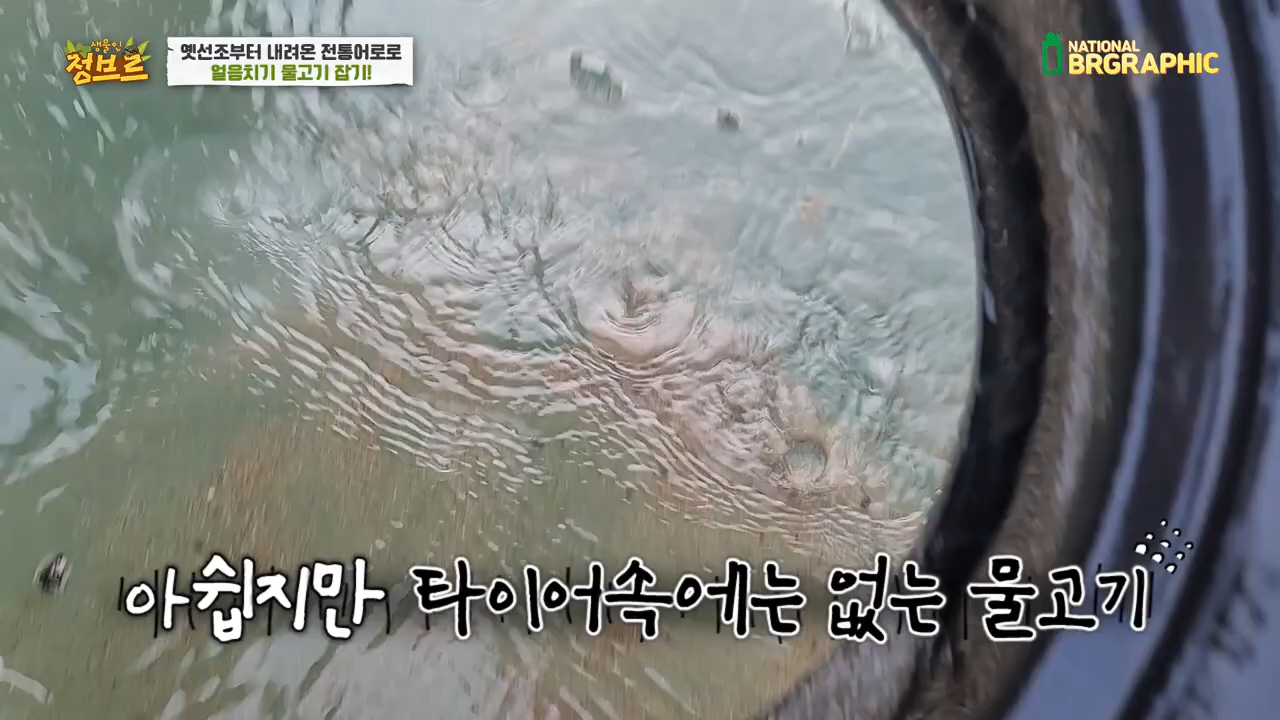 생물인
정브르
옛선조부터 내려온 전통어로로
얼음치기 물고기 잡기!
NATIONAL
BRGRAPHIC
아쉽지만 타이어속에는 없는 물고기